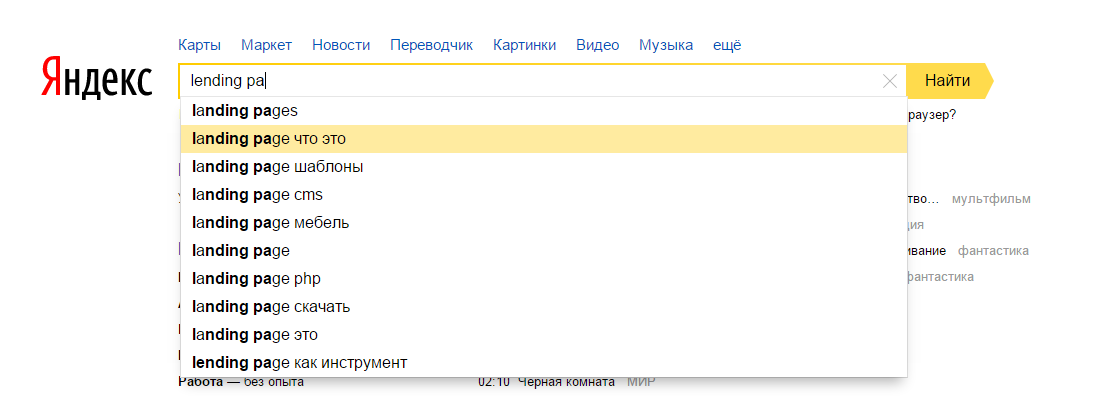 Карты Маркет Новости Переводчик Картинки Видео Музыка ещё
Яндекс
lending pa
Найти
landing pages
раузер?
landing page что это
landing page шаблоны
landing page cms
тво… мультфильм
landing page мебель
landing page
ивание фантастика
landing page php
фантастика
landing page скачать
landing page это
lending page как инструмент
Работа — без опыта 02:10 Черная комната МИР